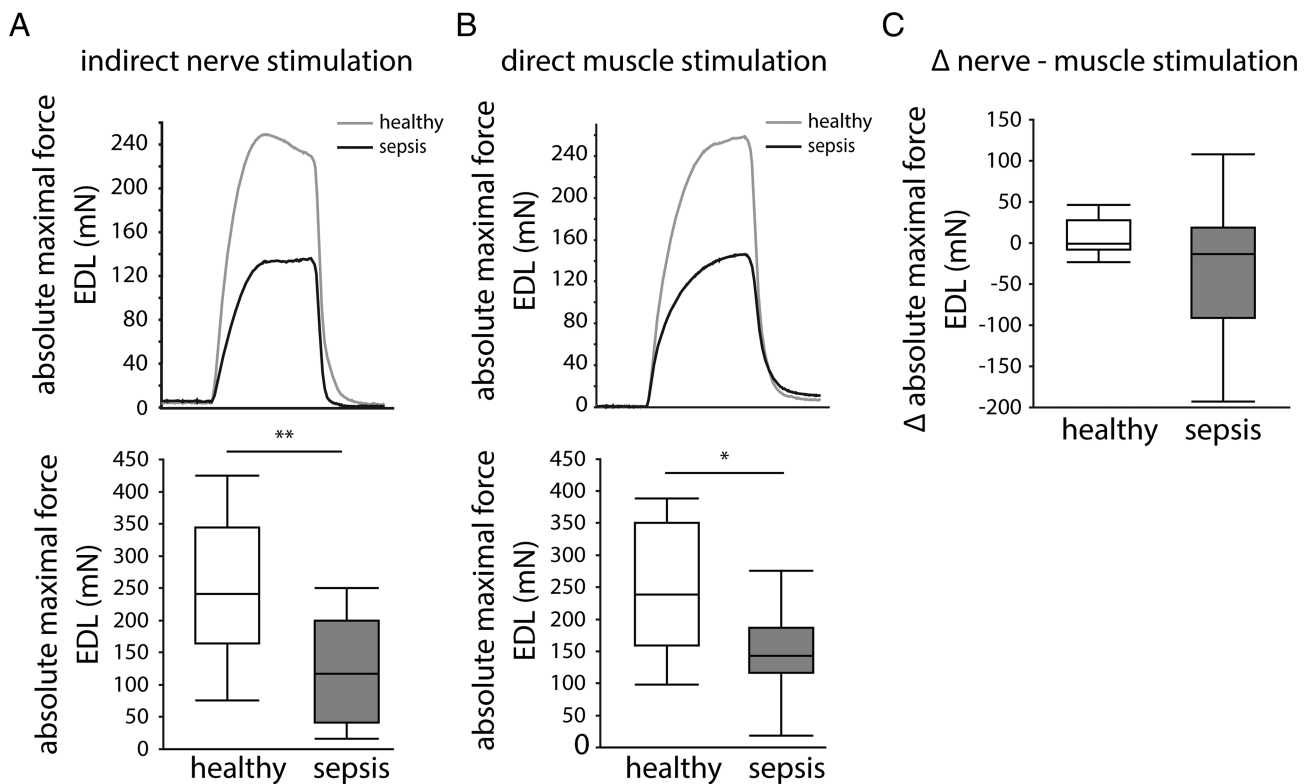 A
indirect nerve stimulation
absolute maximal force
EDL (mN)
240
200
160
120
80
40
0
healthy
sepsis
B
direct muscle stimulation
absolute maximal force
EDL (mN)
240
200
160
120
80
40
0
healthy
sepsis
C
Δ nerve - muscle stimulation
Δ absolute maximal force
EDL (mN)
150
100
50
0
-50
-100
-150
-200
healthy
sepsis
absolute maximal force
EDL (mN)
450
400
350
300
250
200
150
100
50
0
**
healthy
sepsis
absolute maximal force
EDL (mN)
450
400
350
300
250
200
150
100
50
0
*
healthy
sepsis